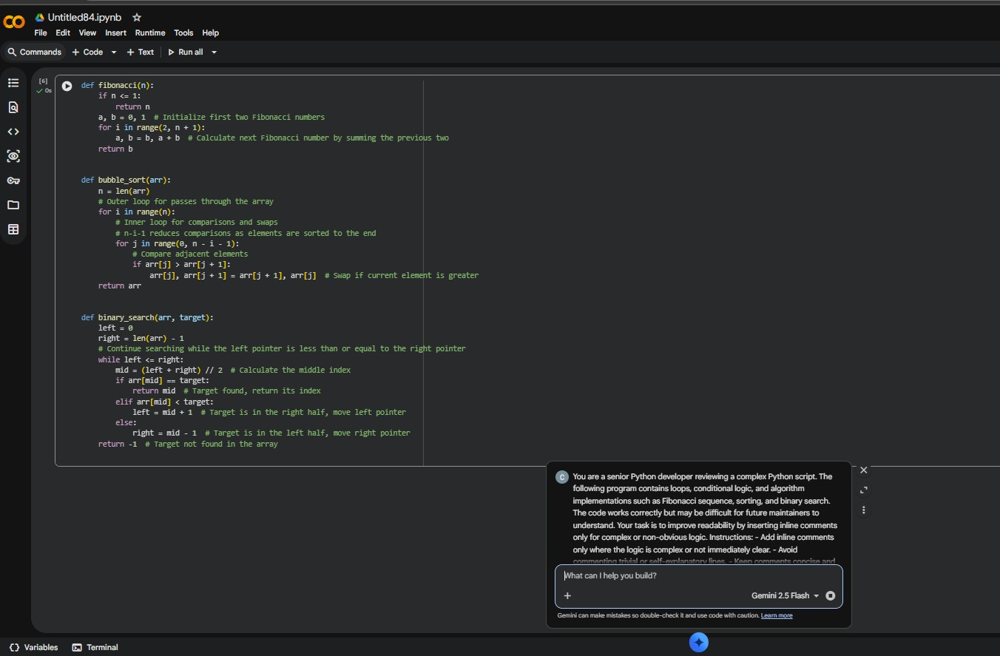 CO Untitled84.ipynb
File Edit View Insert Runtime Tools Help
Commands + Code + Text Run all
[6]
0s
def fibonacci(n):
    if n <= 1:
        return n
    a, b = 0, 1  # Initialize first two Fibonacci numbers
    for i in range(2, n + 1):
        a, b = b, a + b  # Calculate next Fibonacci number by summing the previous two
    return b
def bubble_sort(arr):
    n = len(arr)
    # Outer loop for passes through the array
    for i in range(n):
        # Inner loop for comparisons and swaps
        # n-i-1 reduces comparisons as elements are sorted to the end
        for j in range(0, n - i - 1):
            # Compare adjacent elements
            if arr[j] > arr[j + 1]:
                arr[j], arr[j + 1] = arr[j + 1], arr[j]  # Swap if current element is greater
    return arr
def binary_search(arr, target):
    left = 0
    right = len(arr) - 1
    # Continue searching while the left pointer is less than or equal to the right pointer
    while left <= right:
        mid = (left + right) // 2  # Calculate the middle index
        if arr[mid] == target:
            return mid  # Target found, return its index
        elif arr[mid] < target:
            left = mid + 1  # Target is in the right half, move left pointer
        else:
            right = mid - 1  # Target is in the left half, move right pointer
    return -1  # Target not found in the array
C
You are a senior Python developer reviewing a complex Python script. The
following program contains loops, conditional logic, and algorithm
implementations such as Fibonacci sequence, sorting, and binary search.
The code works correctly but may be difficult for future maintainers to
understand. Your task is to improve readability by inserting inline comments
only for complex or non-obvious logic. Instructions: - Add inline comments
only where the logic is complex or not immediately clear. - Avoid
commenting trivial or self-explanatory lines. - Keep comments concise and
What can I help you build?
+ Gemini 2.5 Flash
Gemini can make mistakes so double-check it and use code with caution. Learn more
Variables Terminal